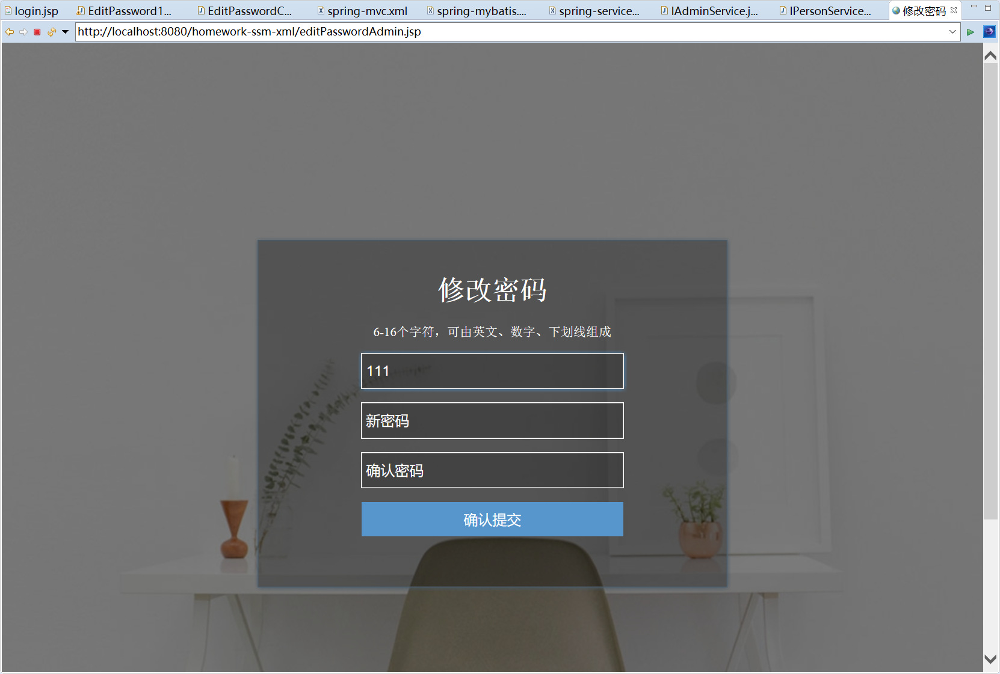 login.jsp EditPassword1... EditPasswordC... spring-mvc.xml spring-mybatis.... spring-service... IAdminService.j... IPersonService... 修改密码
http://localhost:8080/homework-ssm-xml/editPasswordAdmin.jsp
修改密码
6-16个字符，可由英文、数字、下划线组成
111
新密码
确认密码
确认提交